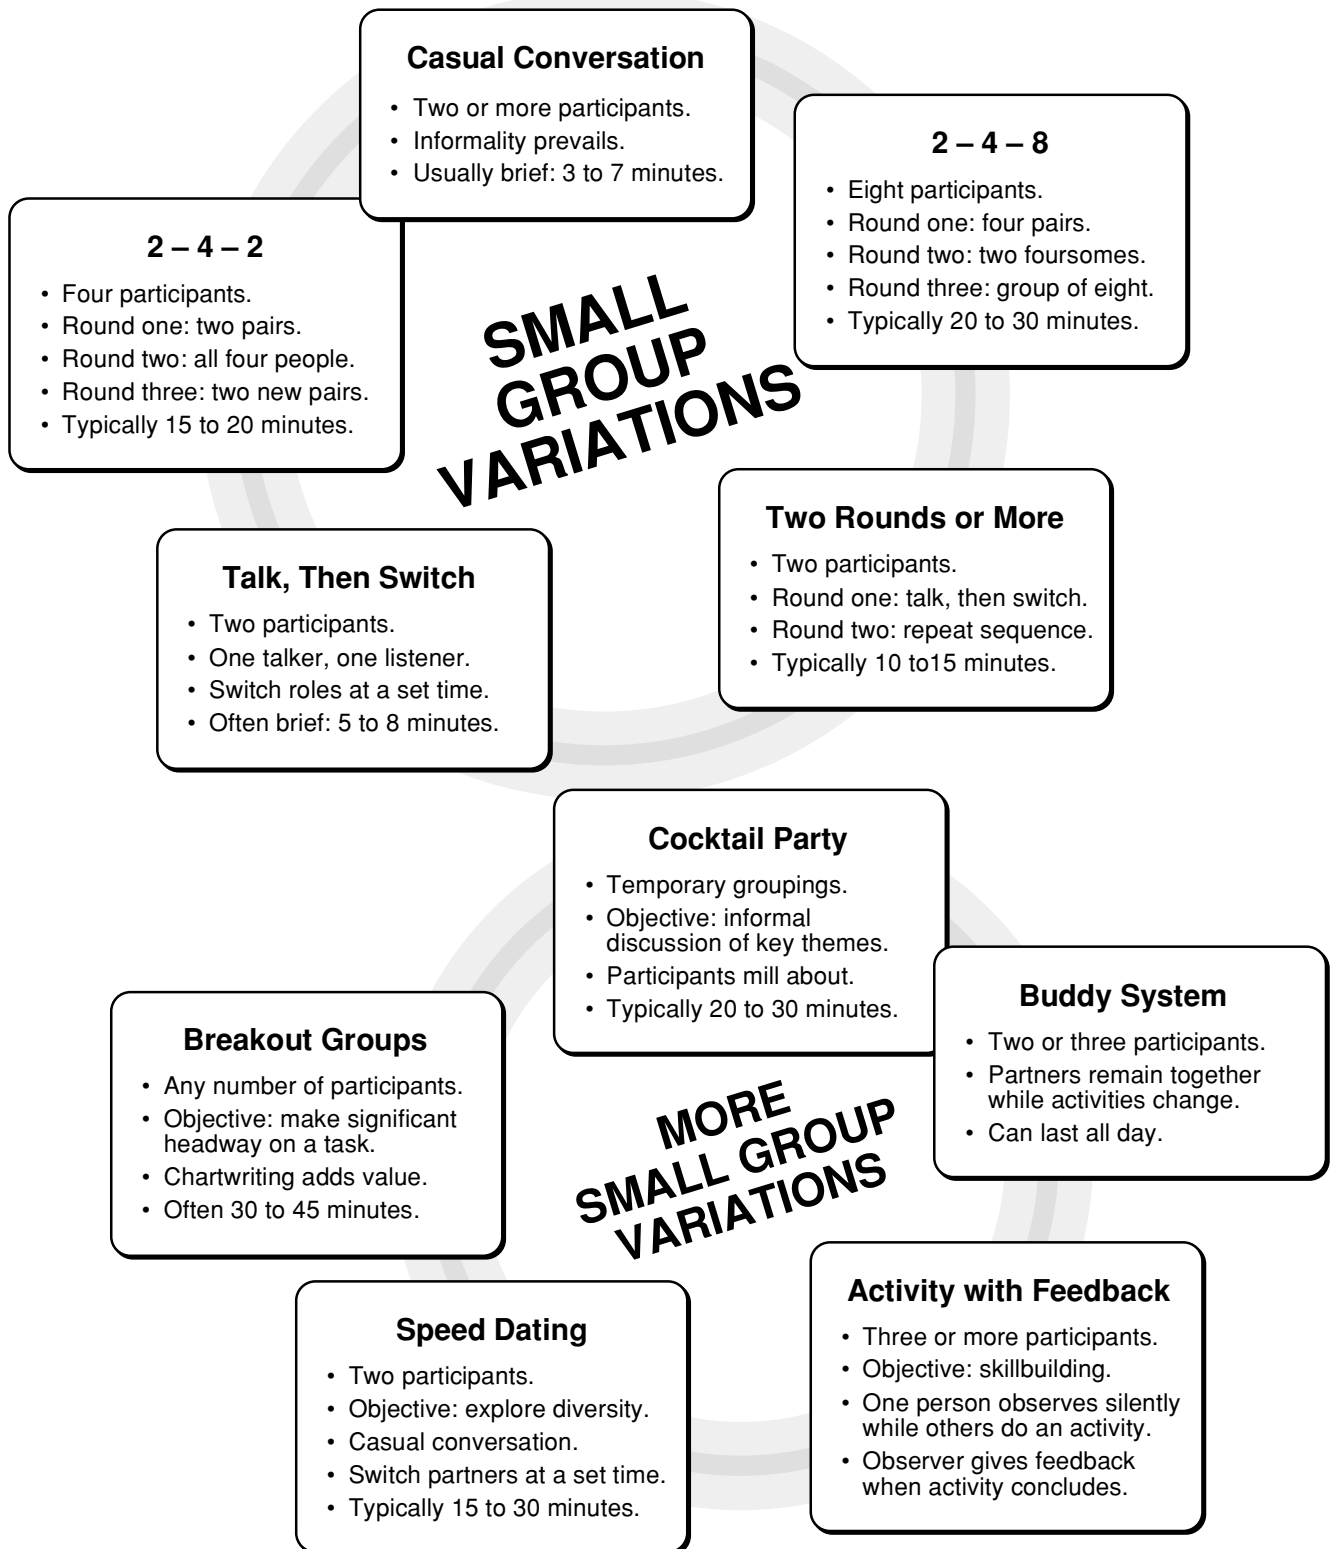 Casual Conversation
• Two or more participants.
• Informality prevails.
• Usually brief: 3 to 7 minutes.
2 – 4 – 8
• Eight participants.
• Round one: four pairs.
• Round two: two foursomes.
• Round three: group of eight.
• Typically 20 to 30 minutes.
2 – 4 – 2
• Four participants.
• Round one: two pairs.
• Round two: all four people.
• Round three: two new pairs.
• Typically 15 to 20 minutes.
SMALL
GROUP
VARIATIONS
Two Rounds or More
• Two participants.
• Round one: talk, then switch.
• Round two: repeat sequence.
• Typically 10 to15 minutes.
Talk, Then Switch
• Two participants.
• One talker, one listener.
• Switch roles at a set time.
• Often brief: 5 to 8 minutes.
Cocktail Party
• Temporary groupings.
• Objective: informal
discussion of key themes.
• Participants mill about.
• Typically 20 to 30 minutes.
Buddy System
• Two or three participants.
• Partners remain together
while activities change.
• Can last all day.
Breakout Groups
• Any number of participants.
• Objective: make significant
headway on a task.
• Chartwriting adds value.
• Often 30 to 45 minutes.
MORE
SMALL GROUP
VARIATIONS
Activity with Feedback
• Three or more participants.
• Objective: skillbuilding.
• One person observes silently
while others do an activity.
• Observer gives feedback
when activity concludes.
Speed Dating
• Two participants.
• Objective: explore diversity.
• Casual conversation.
• Switch partners at a set time.
• Typically 15 to 30 minutes.